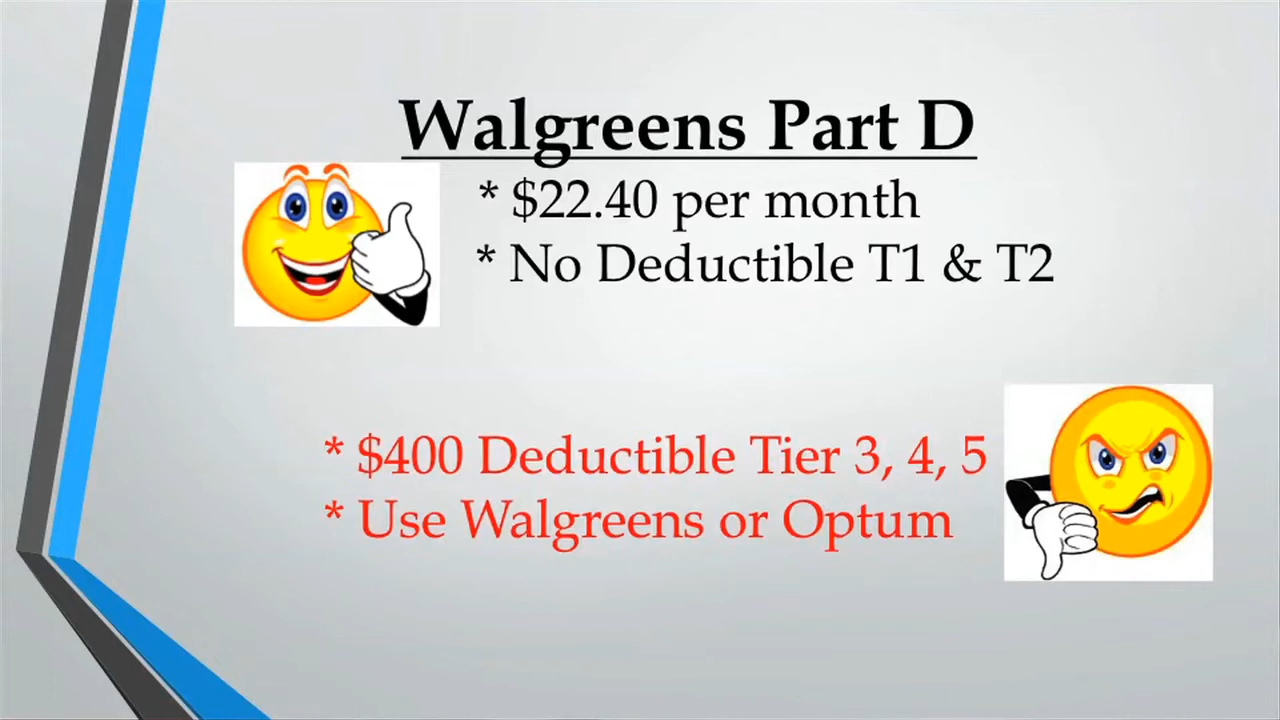 Walgreens Part D
* $22.40 per month
* No Deductible T1 & T2
* $400 Deductible Tier 3, 4, 5
* Use Walgreens or Optum